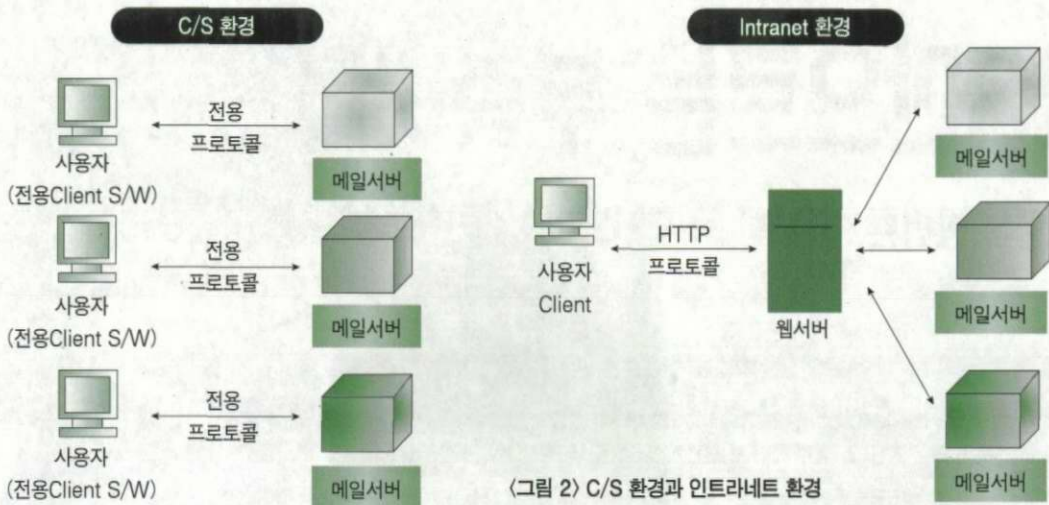 C/S 환경
전용
프로토콜
사용자
(전용Client S/W)
메일서버
전용
프로토콜
사용자
(전용Client S/W)
메일서버
전용
프로토콜
사용자
(전용Client S/W)
메일서버
Intranet 환경
사용자
Client
HTTP
프로토콜
웹서버
메일서버
메일서버
메일서버
〈그림 2〉 C/S 환경과 인트라네트 환경